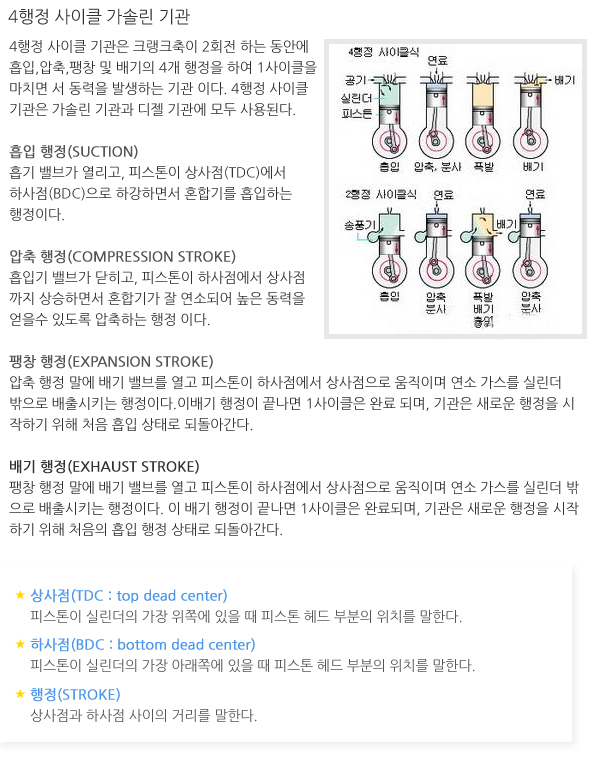 4행정 사이클 가솔린 기관
4행정 사이클 기관은 크랭크축이 2회전 하는 동안에
흡입,압축,팽창 및 배기의 4개 행정을 하여 1사이클을
마치면 서 동력을 발생하는 기관 이다. 4행정 사이클
기관은 가솔린 기관과 디젤 기관에 모두 사용된다.
흡입 행정(SUCTION)
흡기 밸브가 열리고, 피스톤이 상사점(TDC)에서
하사점(BDC)으로 하강하면서 혼합기를 흡입하는
행정이다.
압축 행정(COMPRESSION STROKE)
흡입기 밸브가 닫히고, 피스톤이 하사점에서 상사점
까지 상승하면서 혼합기가 잘 연소되어 높은 동력을
얻을수 있도록 압축하는 행정 이다.
4행정 사이클식
연료
공기
배기
실린더
피스톤
흡입
압축, 분사
폭발
배기
2행정 사이클식
연료
연료
송풍기
배기
흡입
압축
분사
폭발
배기
흡입
압축
분사
팽창 행정(EXPANSION STROKE)
압축 행정 말에 배기 밸브를 열고 피스톤이 하사점에서 상사점으로 움직이며 연소 가스를 실린더
밖으로 배출시키는 행정이다.이배기 행정이 끝나면 1사이클은 완료 되며, 기관은 새로운 행정을 시
작하기 위해 처음 흡입 상태로 되돌아간다.
배기 행정(EXHAUST STROKE)
팽창 행정 말에 배기 밸브를 열고 피스톤이 하사점에서 상사점으로 움직이며 연소 가스를 실린더 밖
으로 배출시키는 행정이다. 이 배기 행정이 끝나면 1사이클은 완료되며, 기관은 새로운 행정을 시작
하기 위해 처음의 흡입 행정 상태로 되돌아간다.
상사점(TDC : top dead center)
피스톤이 실린더의 가장 위쪽에 있을 때 피스톤 헤드 부분의 위치를 말한다.
하사점(BDC : bottom dead center)
피스톤이 실린더의 가장 아래쪽에 있을 때 피스톤 헤드 부분의 위치를 말한다.
행정(STROKE)
상사점과 하사점 사이의 거리를 말한다.